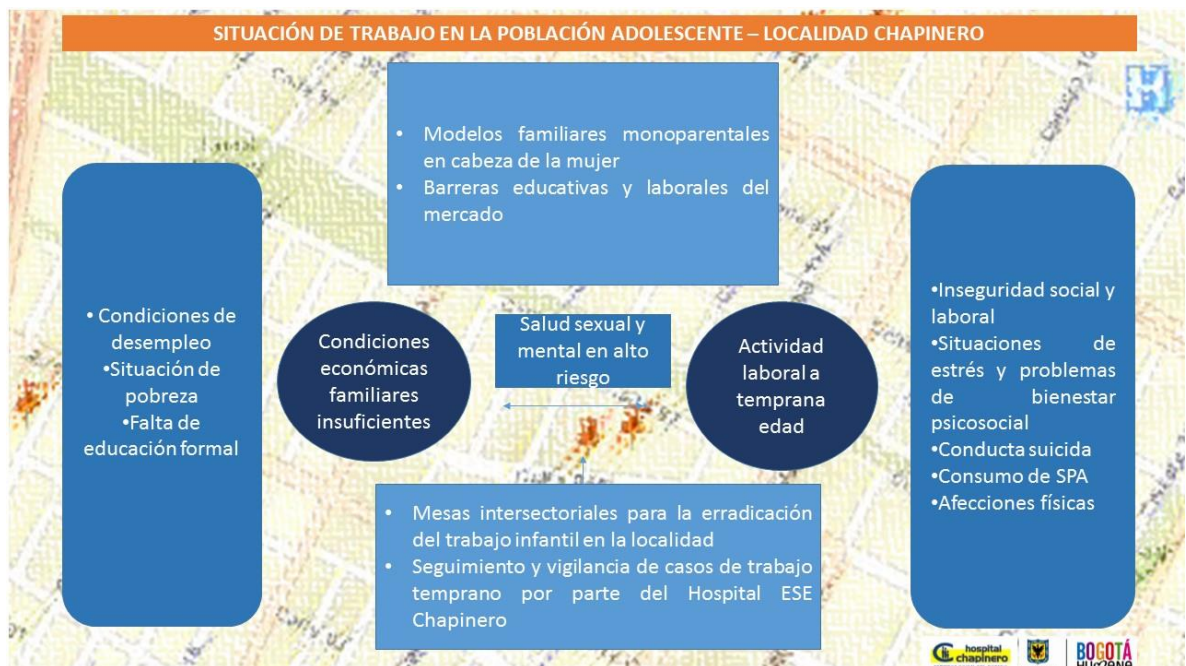 SITUACIÓN DE TRABAJO EN LA POBLACIÓN ADOLESCENTE – LOCALIDAD CHAPINERO
• Modelos familiares monoparentales
en cabeza de la mujer
• Barreras educativas y laborales del
mercado
• Condiciones de
desempleo
•Situación de
pobreza
•Falta de
educación formal
Condiciones
económicas
familiares
insuficientes
Salud sexual y
mental en alto
riesgo
Actividad
laboral a
temprana
edad
•Inseguridad social y
laboral
•Situaciones de
estrés y problemas
de bienestar
psicosocial
•Conducta suicida
•Consumo de SPA
•Afecciones físicas
• Mesas intersectoriales para la erradicación
del trabajo infantil en la localidad
• Seguimiento y vigilancia de casos de trabajo
temprano por parte del Hospital ESE
Chapinero
hospital
chapinero
BOGOTÁ